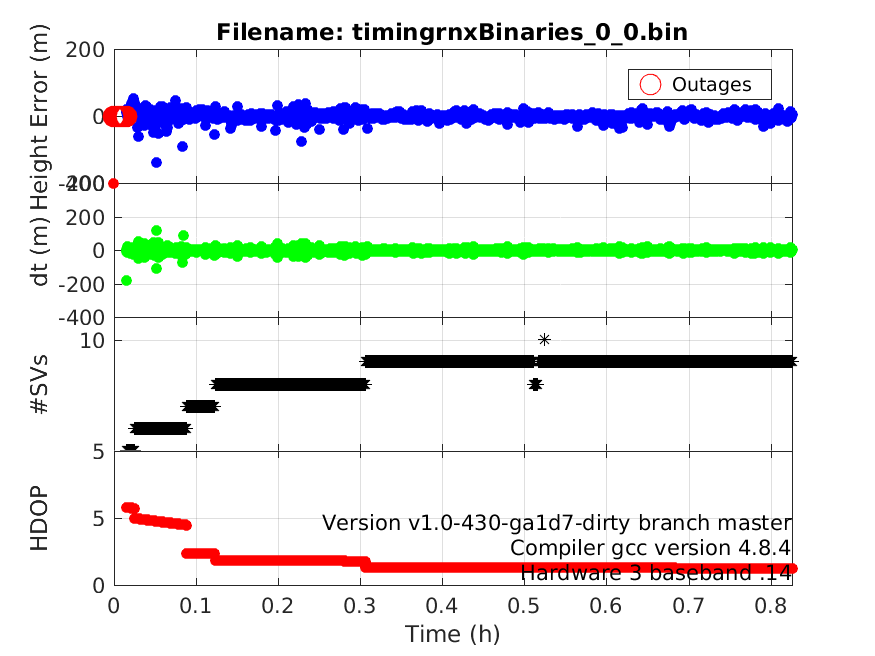 Filename: timingrnxBinaries_0_0.bin
Height Error (m)
200
0
-200
Outages
dt (m)
400
200
0
-200
-400
#SVs
10
5
HDOP
5
0
Version v1.0-430-ga1d7-dirty branch master
Compiler gcc version 4.8.4
Hardware 3 baseband .14
0 0.1 0.2 0.3 0.4 0.5 0.6 0.7 0.8
Time (h)